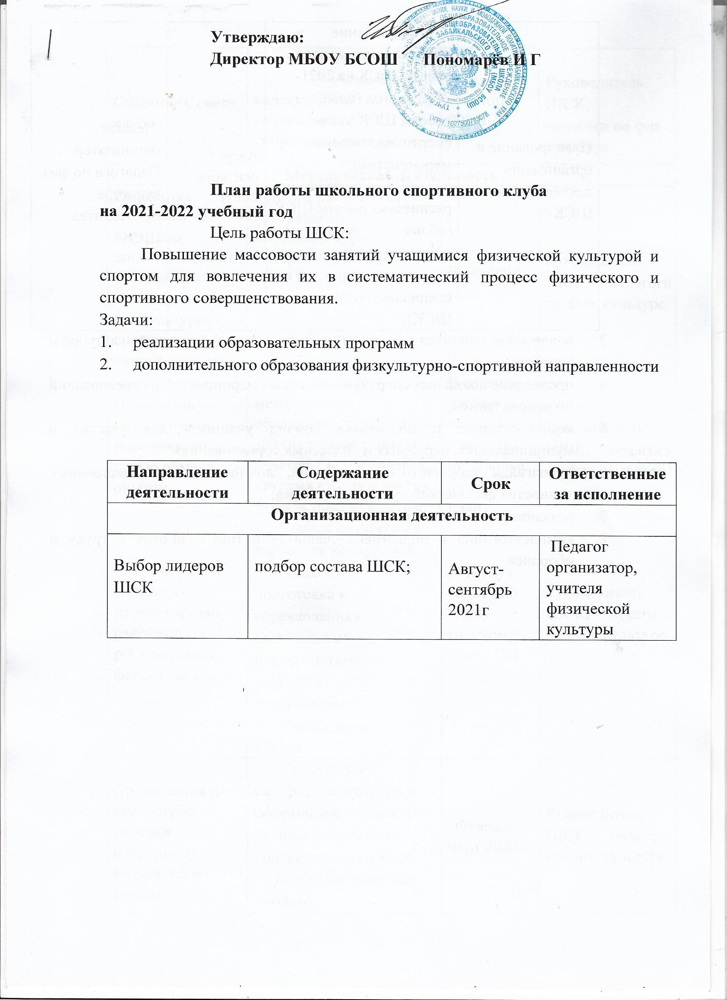 Утверждаю:
Директор МБОУ БСОШ Пономарёв И Г
ОГРН 1027500783078
План работы школьного спортивного клуба
на 2021-2022 учебный год
Цель работы ШСК:
Повышение массовости занятий учащимися физической культурой и
спортом для вовлечения их в систематический процесс физического и
спортивного совершенствования.
Задачи:
1. реализации образовательных программ
2. дополнительного образования физкультурно-спортивной направленности
Направление
деятельности
Содержание
деятельности
Срок
Ответственные
за исполнение
Организационная деятельность
Выбор лидеров
ШСК
подбор состава ШСК;
Август-
сентябрь
2021г
Педагог
организатор,
учителя
физической
культуры